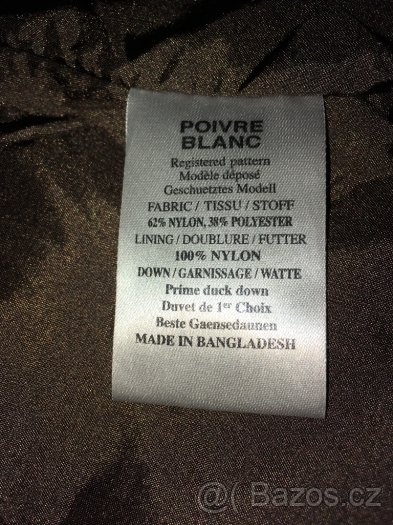 POIVRE
BLANC
Registered pattern
Modèle déposé
Geschuetztes Modell
FABRIC / TISSU / STOFF
62% NYLON, 38% POLYESTER
LINING / DOUBLURE / FUTTER
100% NYLON
DOWN / GARNISSAGE / WATTE
Prime duck down
Duvet de 1er Choix
Beste Gaensedaunen
MADE IN BANGLADESH
@ Bazos.cz